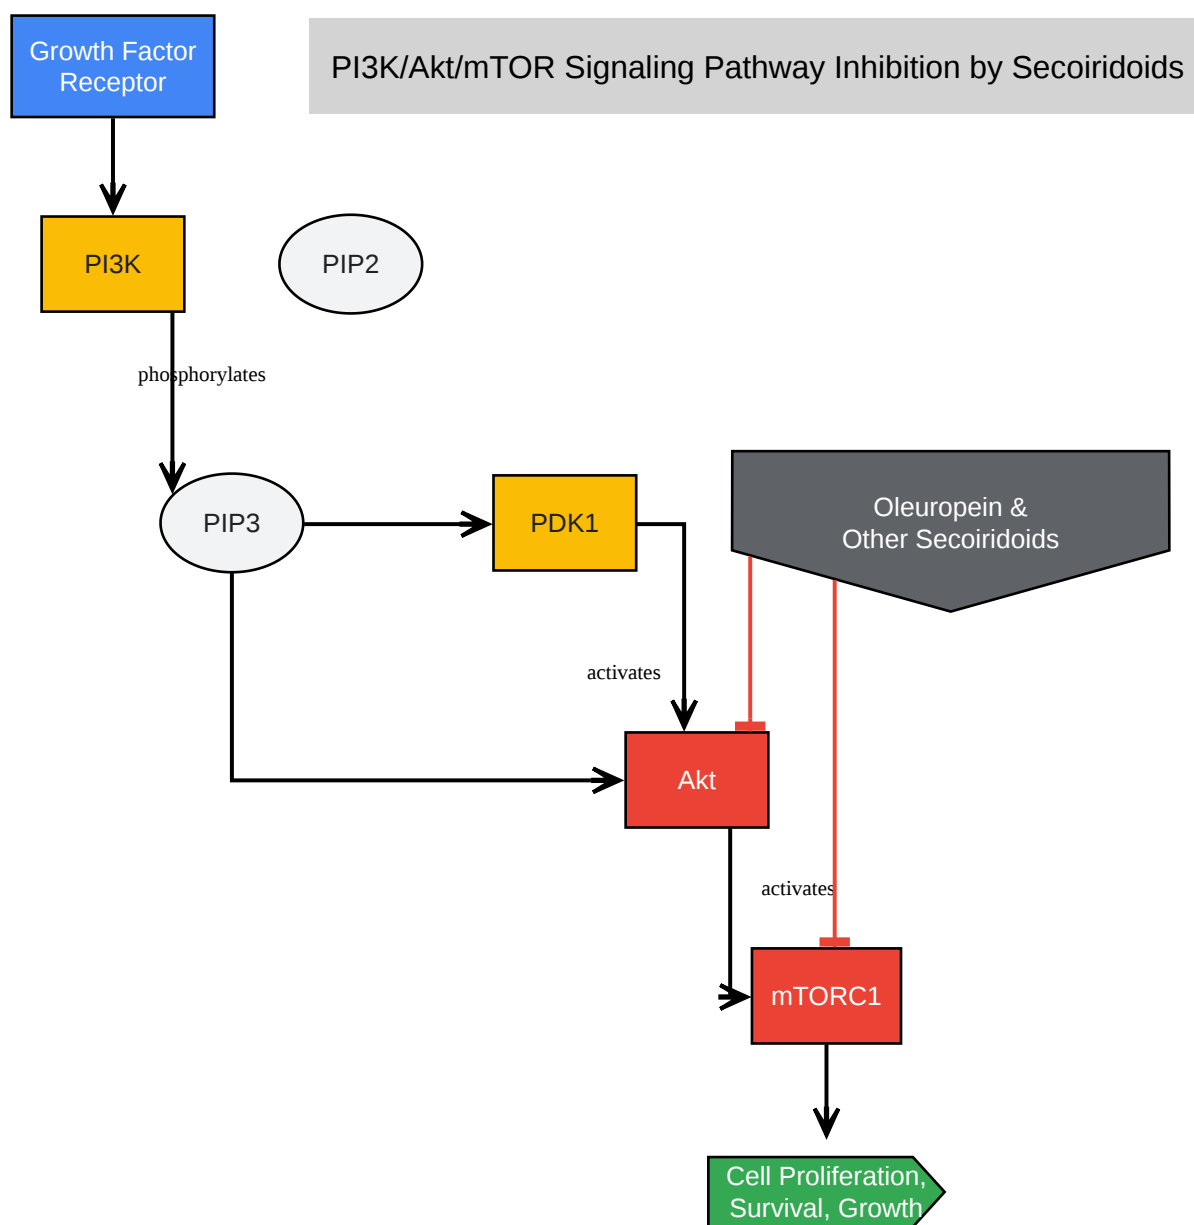 Growth Factor
Receptor
PI3K/Akt/mTOR Signaling Pathway Inhibition by Secoiridoids
PI3K
PIP2
phosphorylates
PIP3
PDK1
Oleuropein &
Other Secoiridoids
activates
Akt
activates
mTORC1
Cell Proliferation,
Survival, Growth